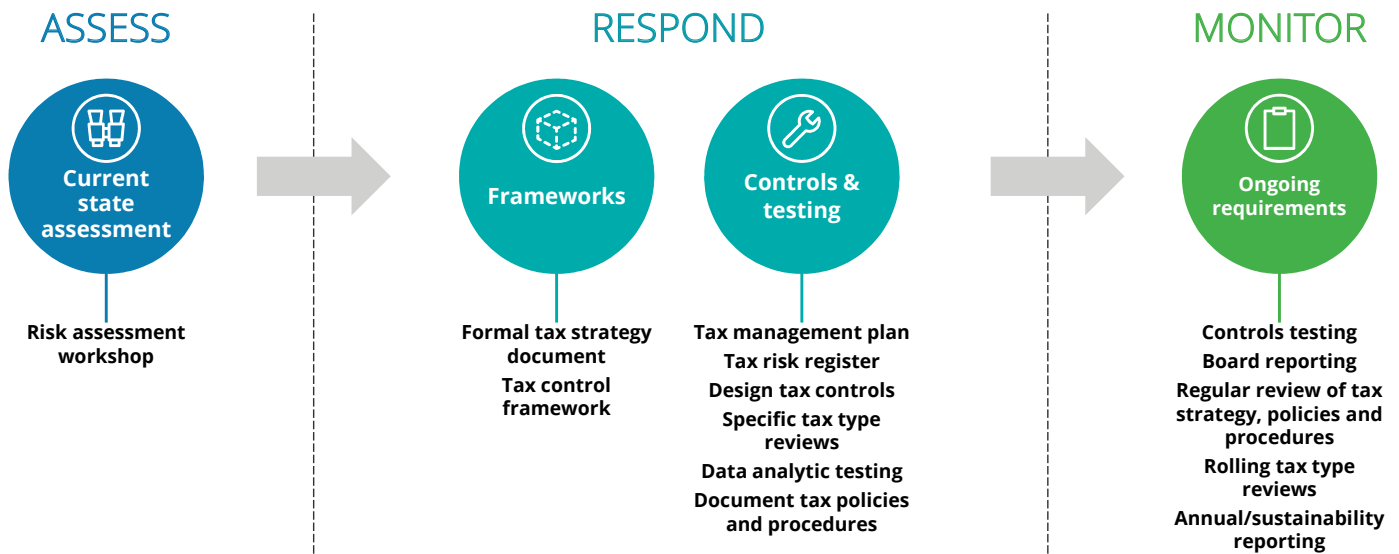 ASSESS
RESPOND
MONITOR
Current
state
assessment
Frameworks
Controls &
testing
Ongoing
requirements
Risk assessment
workshop
Formal tax strategy
document
Tax control
framework
Tax management plan
Tax risk register
Design tax controls
Specific tax type
reviews
Data analytic testing
Document tax policies
and procedures
Controls testing
Board reporting
Regular review of tax
strategy, policies and
procedures
Rolling tax type
reviews
Annual/sustainability
reporting